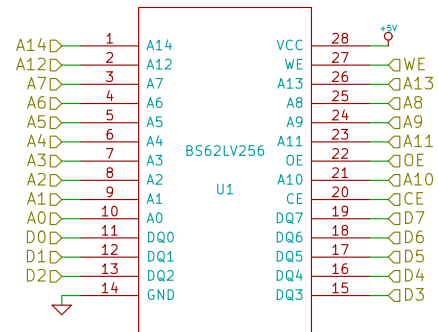 +5V
A14 1 A14 VCC 28
A12 2 A12 WE 27 WE
A7 3 A7 A13 26 A13
A6 4 A6 A8 25 A8
A5 5 A5 A9 24 A9
A4 6 A4 A11 23 A11
A3 7 A3 OE 22 OE
A2 8 A2 A10 21 A10
A1 9 A1 CE 20 CE
A0 10 A0 DQ7 19 D7
D0 11 DQ0 DQ6 18 D6
D1 12 DQ1 DQ5 17 D5
D2 13 DQ2 DQ4 16 D4
14 GND DQ3 15 D3
BS62LV256
U1